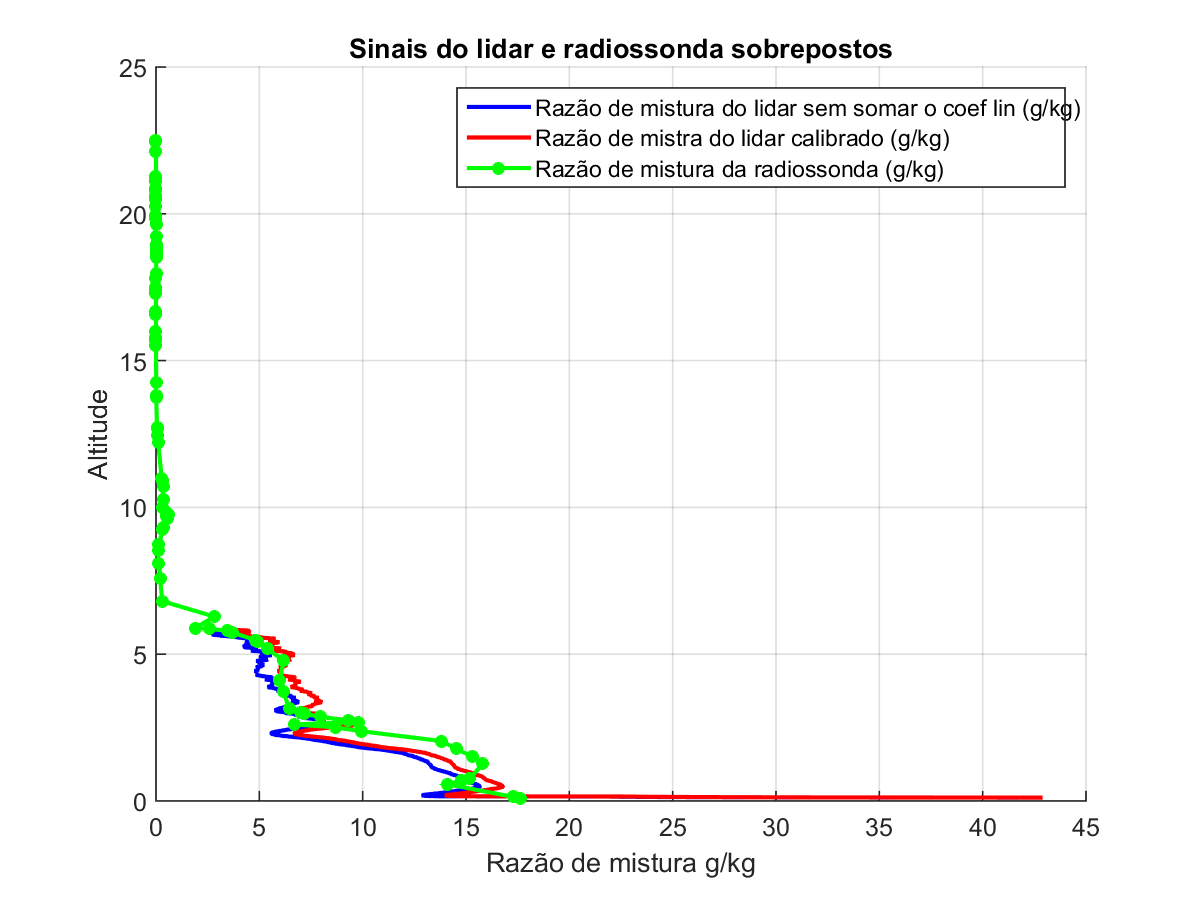 Sinais do lidar e radiossonda sobrepostos
25
Razão de mistura do lidar sem somar o coef lin (g/kg)
Razão de mistra do lidar calibrado (g/kg)
Razão de mistura da radiossonda (g/kg)
20
15
Altitude
10
5
0
0 5 10 15 20 25 30 35 40 45
Razão de mistura g/kg